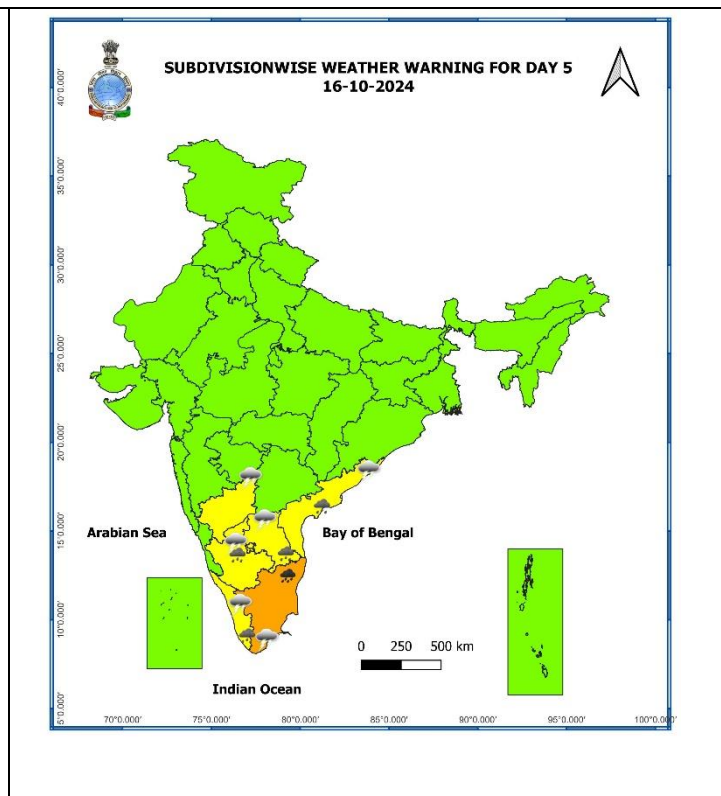 SUBDIVISIONWISE WEATHER WARNING FOR DAY 5
16-10-2024
40°0.000'
35°0.000'
30°0.000'
25°0.000'
20°0.000'
15°0.000'
10°0.000'
5°0.000'
Arabian Sea
Bay of Bengal
0 250 500 km
Indian Ocean
70°0.000' 75°0.000' 80°0.000' 85°0.000' 90°0.000' 95°0.000' 100°0.000'